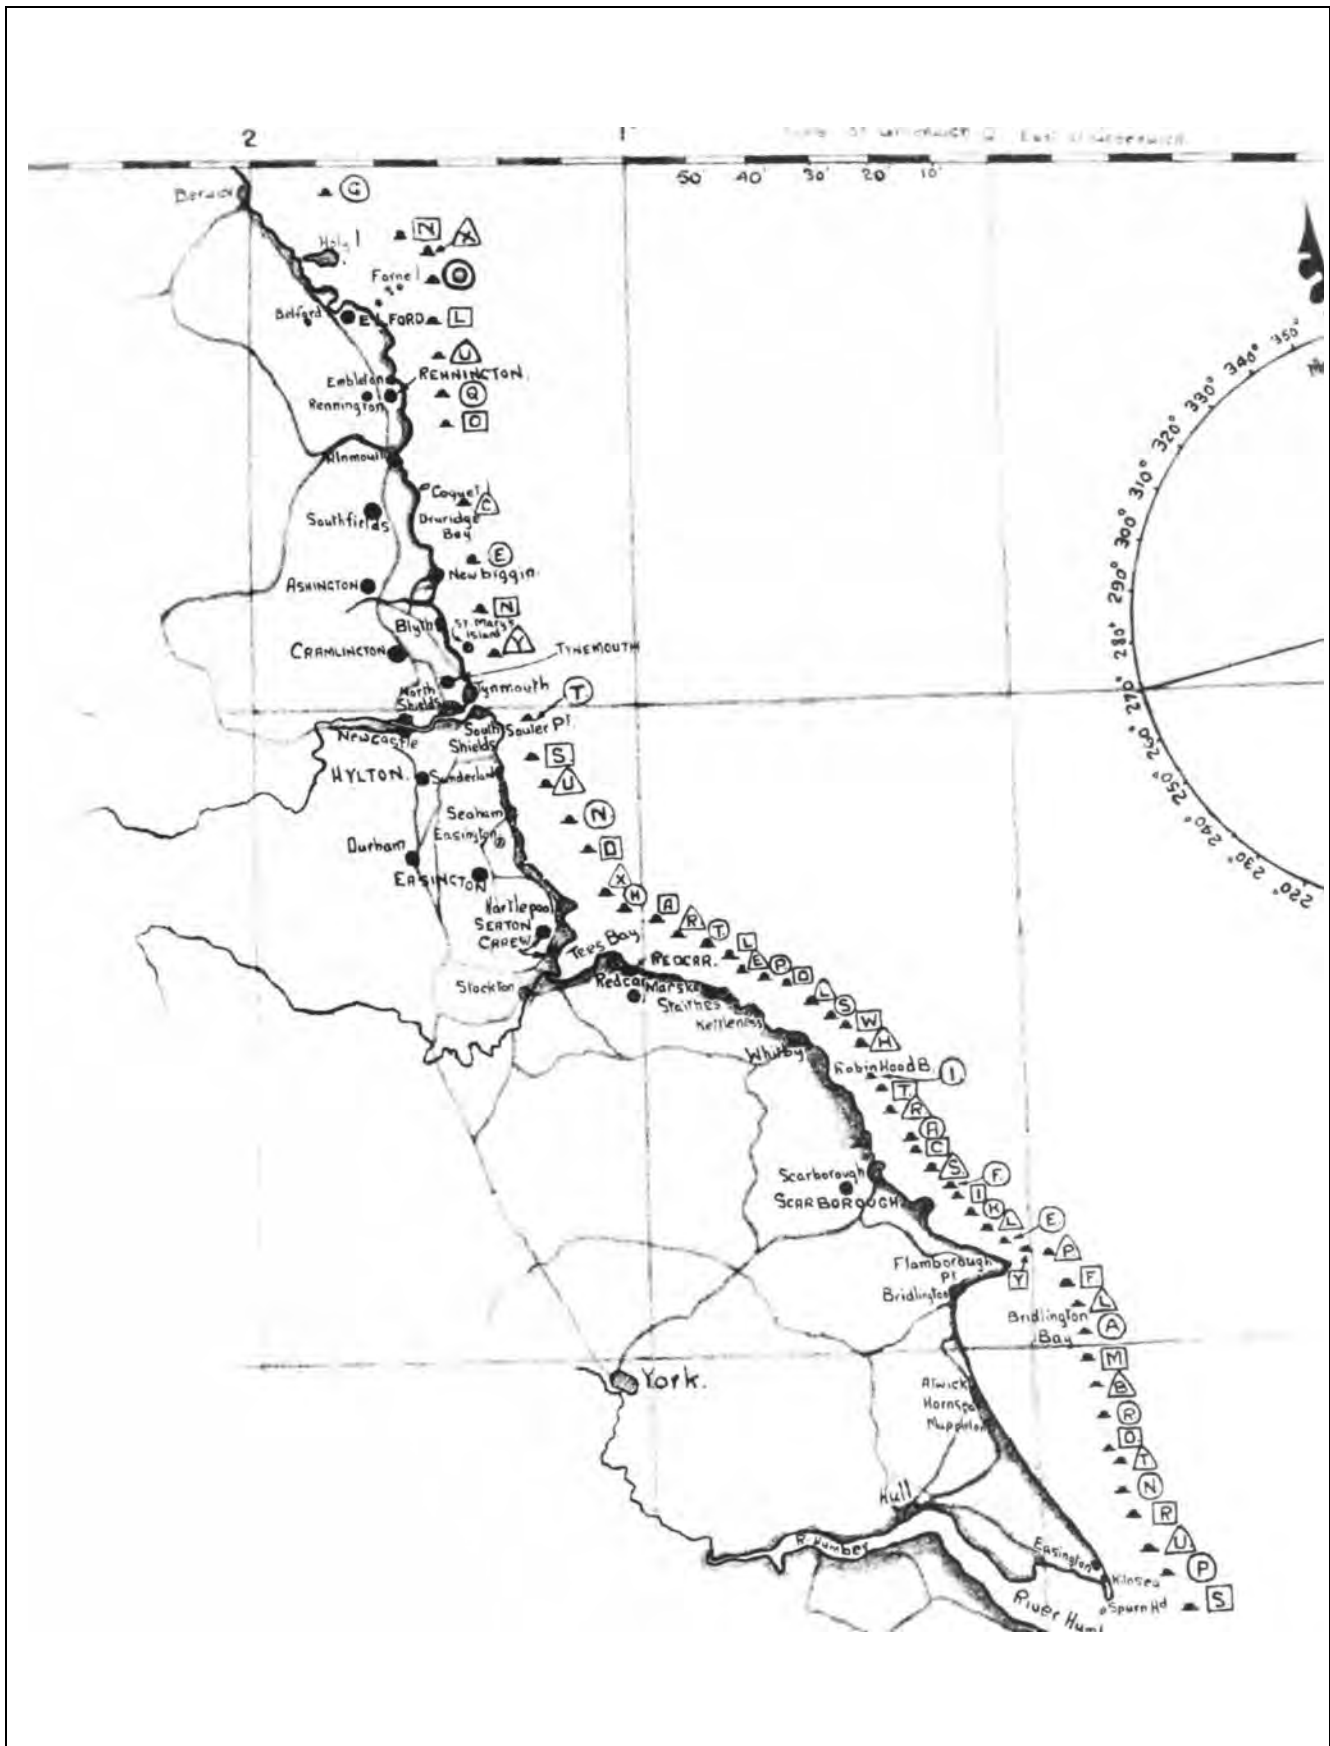 2
1
50
40'
30'
20'
10'
Berwick
G
N
X
Holy I
Farne I
O
Belford
ELFORD
L
U
Embleton
RENNINGTON.
Rennington
Q
O
Alnmouth
Coquet I
C
Druridge
Bay
Southfields
E
Newbiggin.
ASHINGTON
N
Blyth
St. Mary's
Island
Y
CRAMLINGTON
TYNEMOUTH
North
Shields
Tynmouth
T
Newcastle
South
Shields
Souter Pt.
S
HYLTON.
Sunderland
U
Seaham
N
Easington
Durham
D
EASINGTON
X
H
Hartlepool
A
R
T
SEATON
CAREW
Tees Bay
L
E
P
O
REDCAR.
Stockton
Redcar
Marske
L
S
Staithes
W
Kettleness
H
Whitby
Robin Hood B.
I
T
R
A
C
S
Scarborough
F.
I
SCARBOROUGH
K
L
E.
P
Flamborough
Pt
Y
F
Bridlington
L
Bridlington
Bay
A
M
York.
Atwick
B
Hornsea
R
Mappleton
O.
T
Hull
N
R
R. Humber
Easington
U
P
Kilnsea
Spurn Hd
S
River Huml
350°
340°
330°
320°
310°
300°
290°
280°
270°
260°
250°
240°
230°
220°